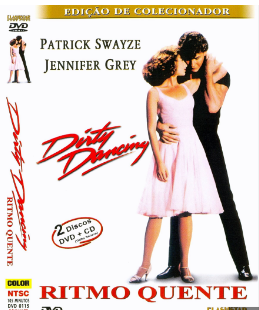 EDIÇÃO DE COLECIONADOR
PATRICK SWAYZE
JENNIFER GREY
Dirty
Dancing
2 Discos
DVD + CD
RITMO QUENTE
DVD
Dirty Dancing
RITMO QUENTE
COLOR
NTSC